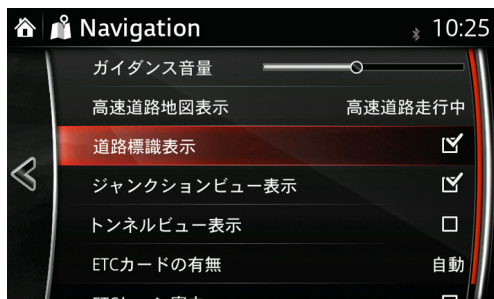 Navigation 10:25
ガイダンス音量
高速道路地図表示 高速道路走行中
道路標識表示
ジャンクションビュー表示
トンネルビュー表示
ETCカードの有無 自動